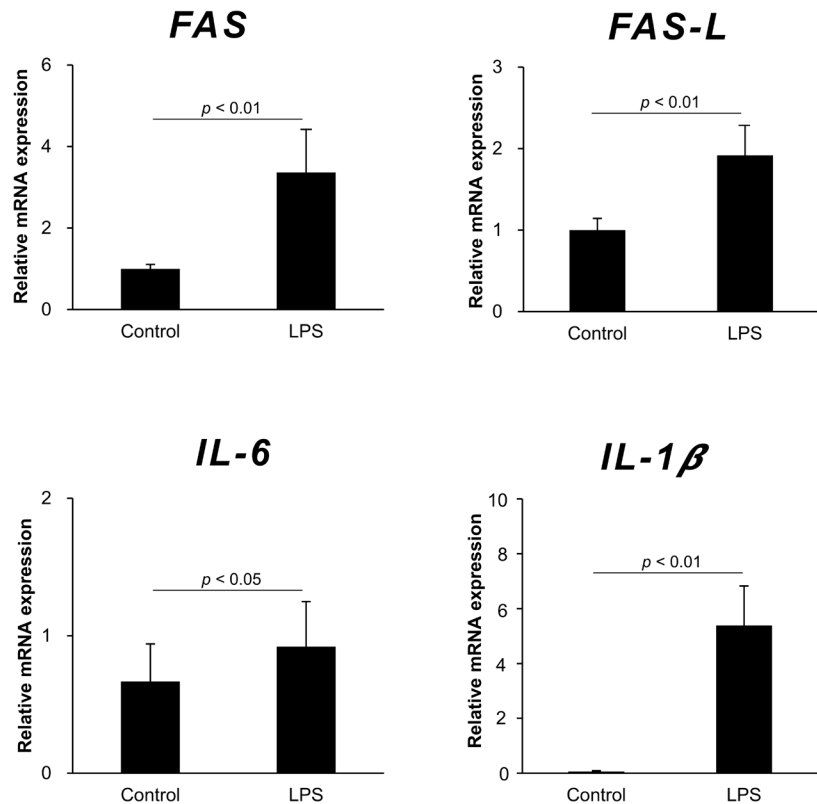 FAS
Relative mRNA expression
6
4
2
0
p < 0.01
Control
LPS
FAS-L
Relative mRNA expression
3
2
1
0
p < 0.01
Control
LPS
IL-6
Relative mRNA expression
2
1
0
p < 0.05
Control
LPS
IL-1β
Relative mRNA expression
10
8
6
4
2
0
p < 0.01
Control
LPS